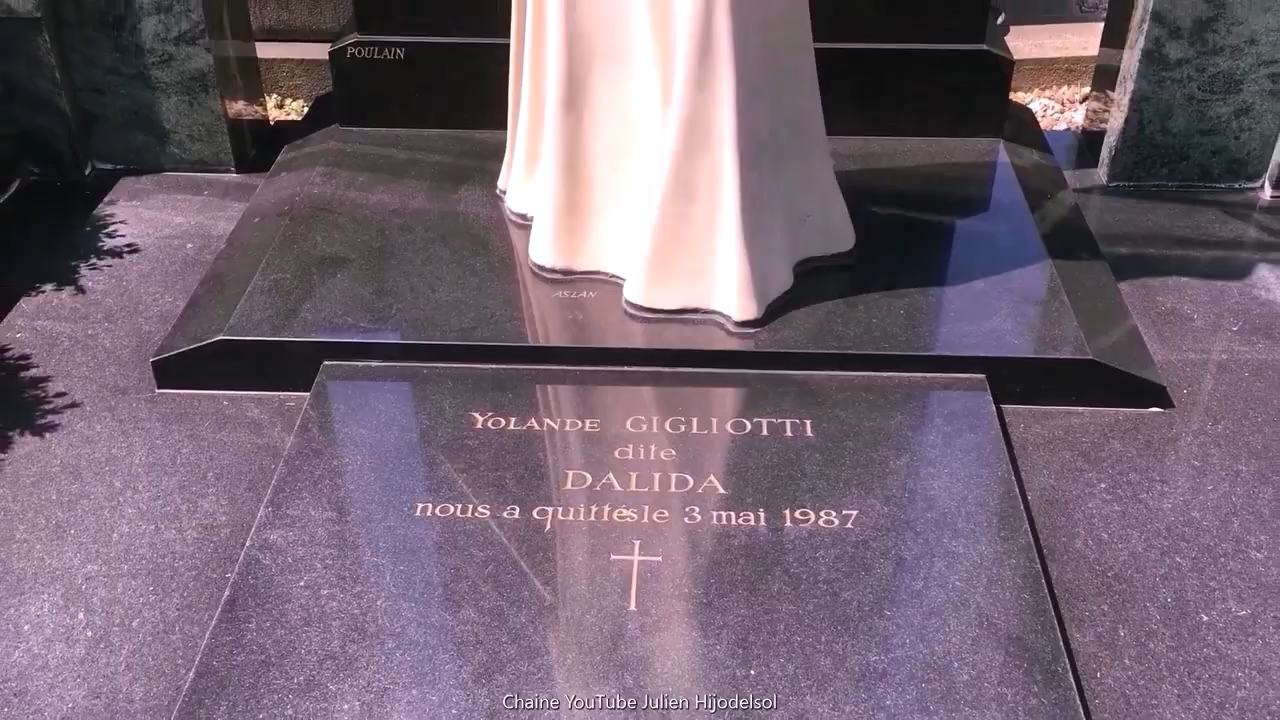 POULAIN
ASLAN
YOLANDE GIGLIOTTI
dite
DALIDA
nous a quittés le 3 mai 1987
Chaine YouTube Julien Hijodelsol